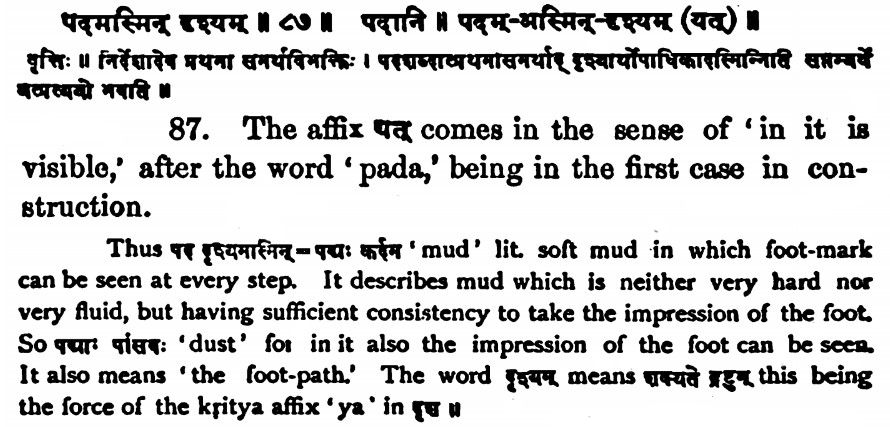 पदमस्मिन् दृश्यम् ॥ ८७ ॥ पदानि ॥ पदम्-अस्मिन्-दृश्यम् (यत्) ॥
वृत्तिः ॥ निर्देशादेव प्रथमा समर्थविभक्तिः । पदशब्दात्प्रथमासमर्थाद् दृश्यार्थोपाधिकादस्मिन्निति सप्तम्यर्थे
यत्प्रत्ययो भवति ॥
87. The affix यत् comes in the sense of ‘in it is
visible,’ after the word ‘pada,’ being in the first case in con-
struction.
Thus पदं दृश्यमास्मिन् = पद्यः कर्दम ‘mud’ lit. soft mud in which foot-mark
can be seen at every step. It describes mud which is neither very hard nor
very fluid, but having sufficient consistency to take the impression of the foot.
So पद्याः पांसवः ‘dust’ for in it also the impression of the foot can be seen.
It also means ‘the foot-path.’ The word दृश्यम् means शक्यते द्रष्टुम् this being
the force of the kṛitya affix ‘ya’ in दृश्य ॥